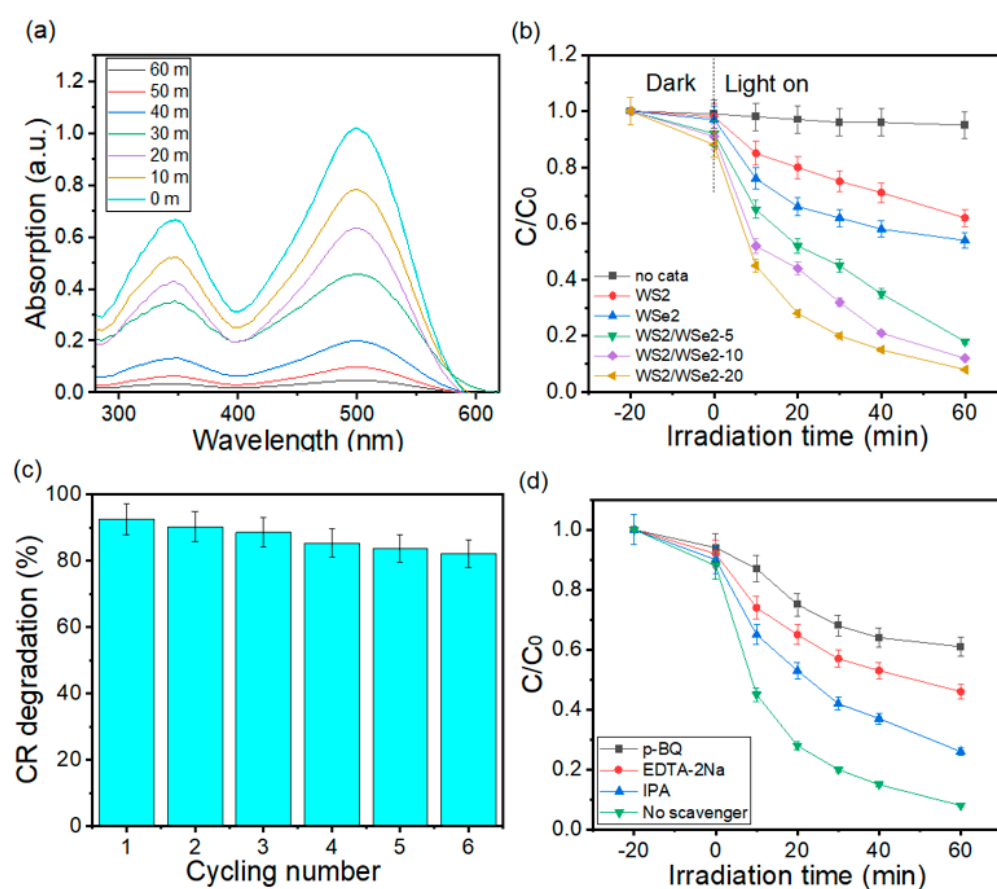 (a)
60 m
50 m
40 m
30 m
20 m
10 m
0 m
1.2
1.0
0.8
0.6
0.4
0.2
0.0
Absorption (a.u.)
300 400 500 600
Wavelength (nm)
(b)
1.2
1.0
0.8
0.6
0.4
0.2
0.0
C/C0
Dark Light on
no cata
WS2
WSe2
WS2/WSe2-5
WS2/WSe2-10
WS2/WSe2-20
-20 0 20 40 60
Irradiation time (min)
(c)
100
80
60
40
20
0
CR degradation (%)
1 2 3 4 5 6
Cycling number
(d)
1.0
0.8
0.6
0.4
0.2
0.0
C/C0
p-BQ
EDTA-2Na
IPA
No scavenger
-20 0 20 40 60
Irradiation time (min)